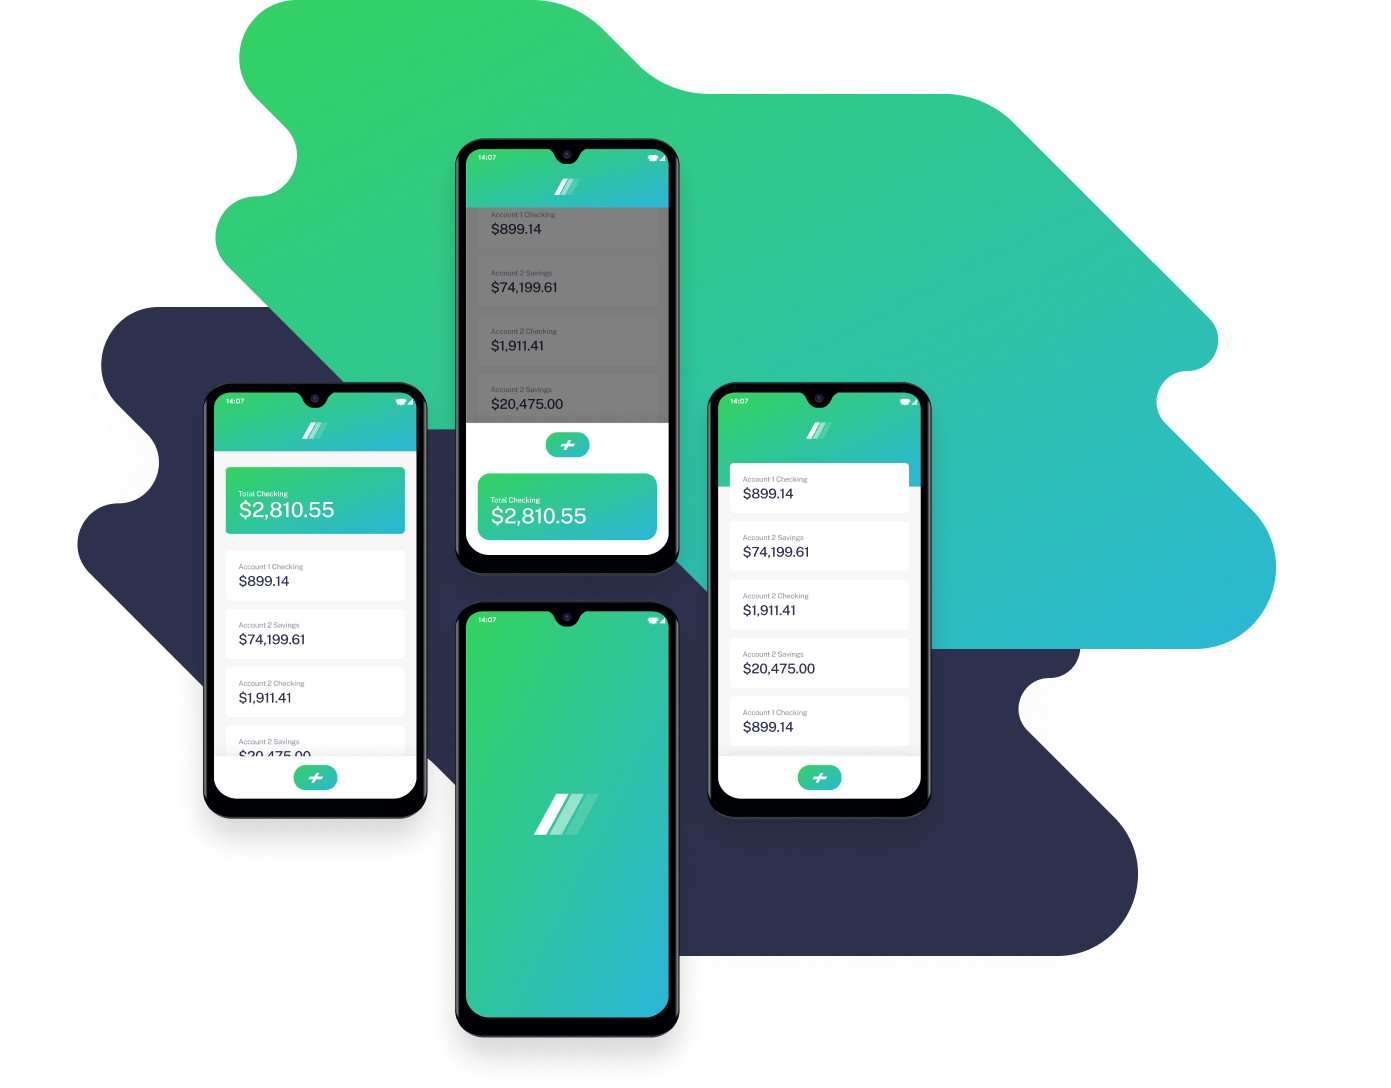 14:07
Account 1 Checking
$899.14
Account 2 Savings
$74,199.61
Account 2 Checking
$1,911.41
Account 2 Savings
$20,475.00
Total Checking
$2,810.55
14:07
Total Checking
$2,810.55
Account 1 Checking
$899.14
Account 2 Savings
$74,199.61
Account 2 Checking
$1,911.41
Account 2 Savings
$20,475.00
14:07
Account 1 Checking
$899.14
Account 2 Savings
$74,199.61
Account 2 Checking
$1,911.41
Account 2 Savings
$20,475.00
Account 1 Checking
$899.14
14:07